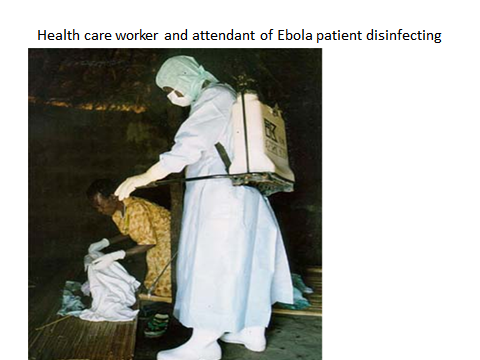 Health care worker and attendant of Ebola patient disinfecting